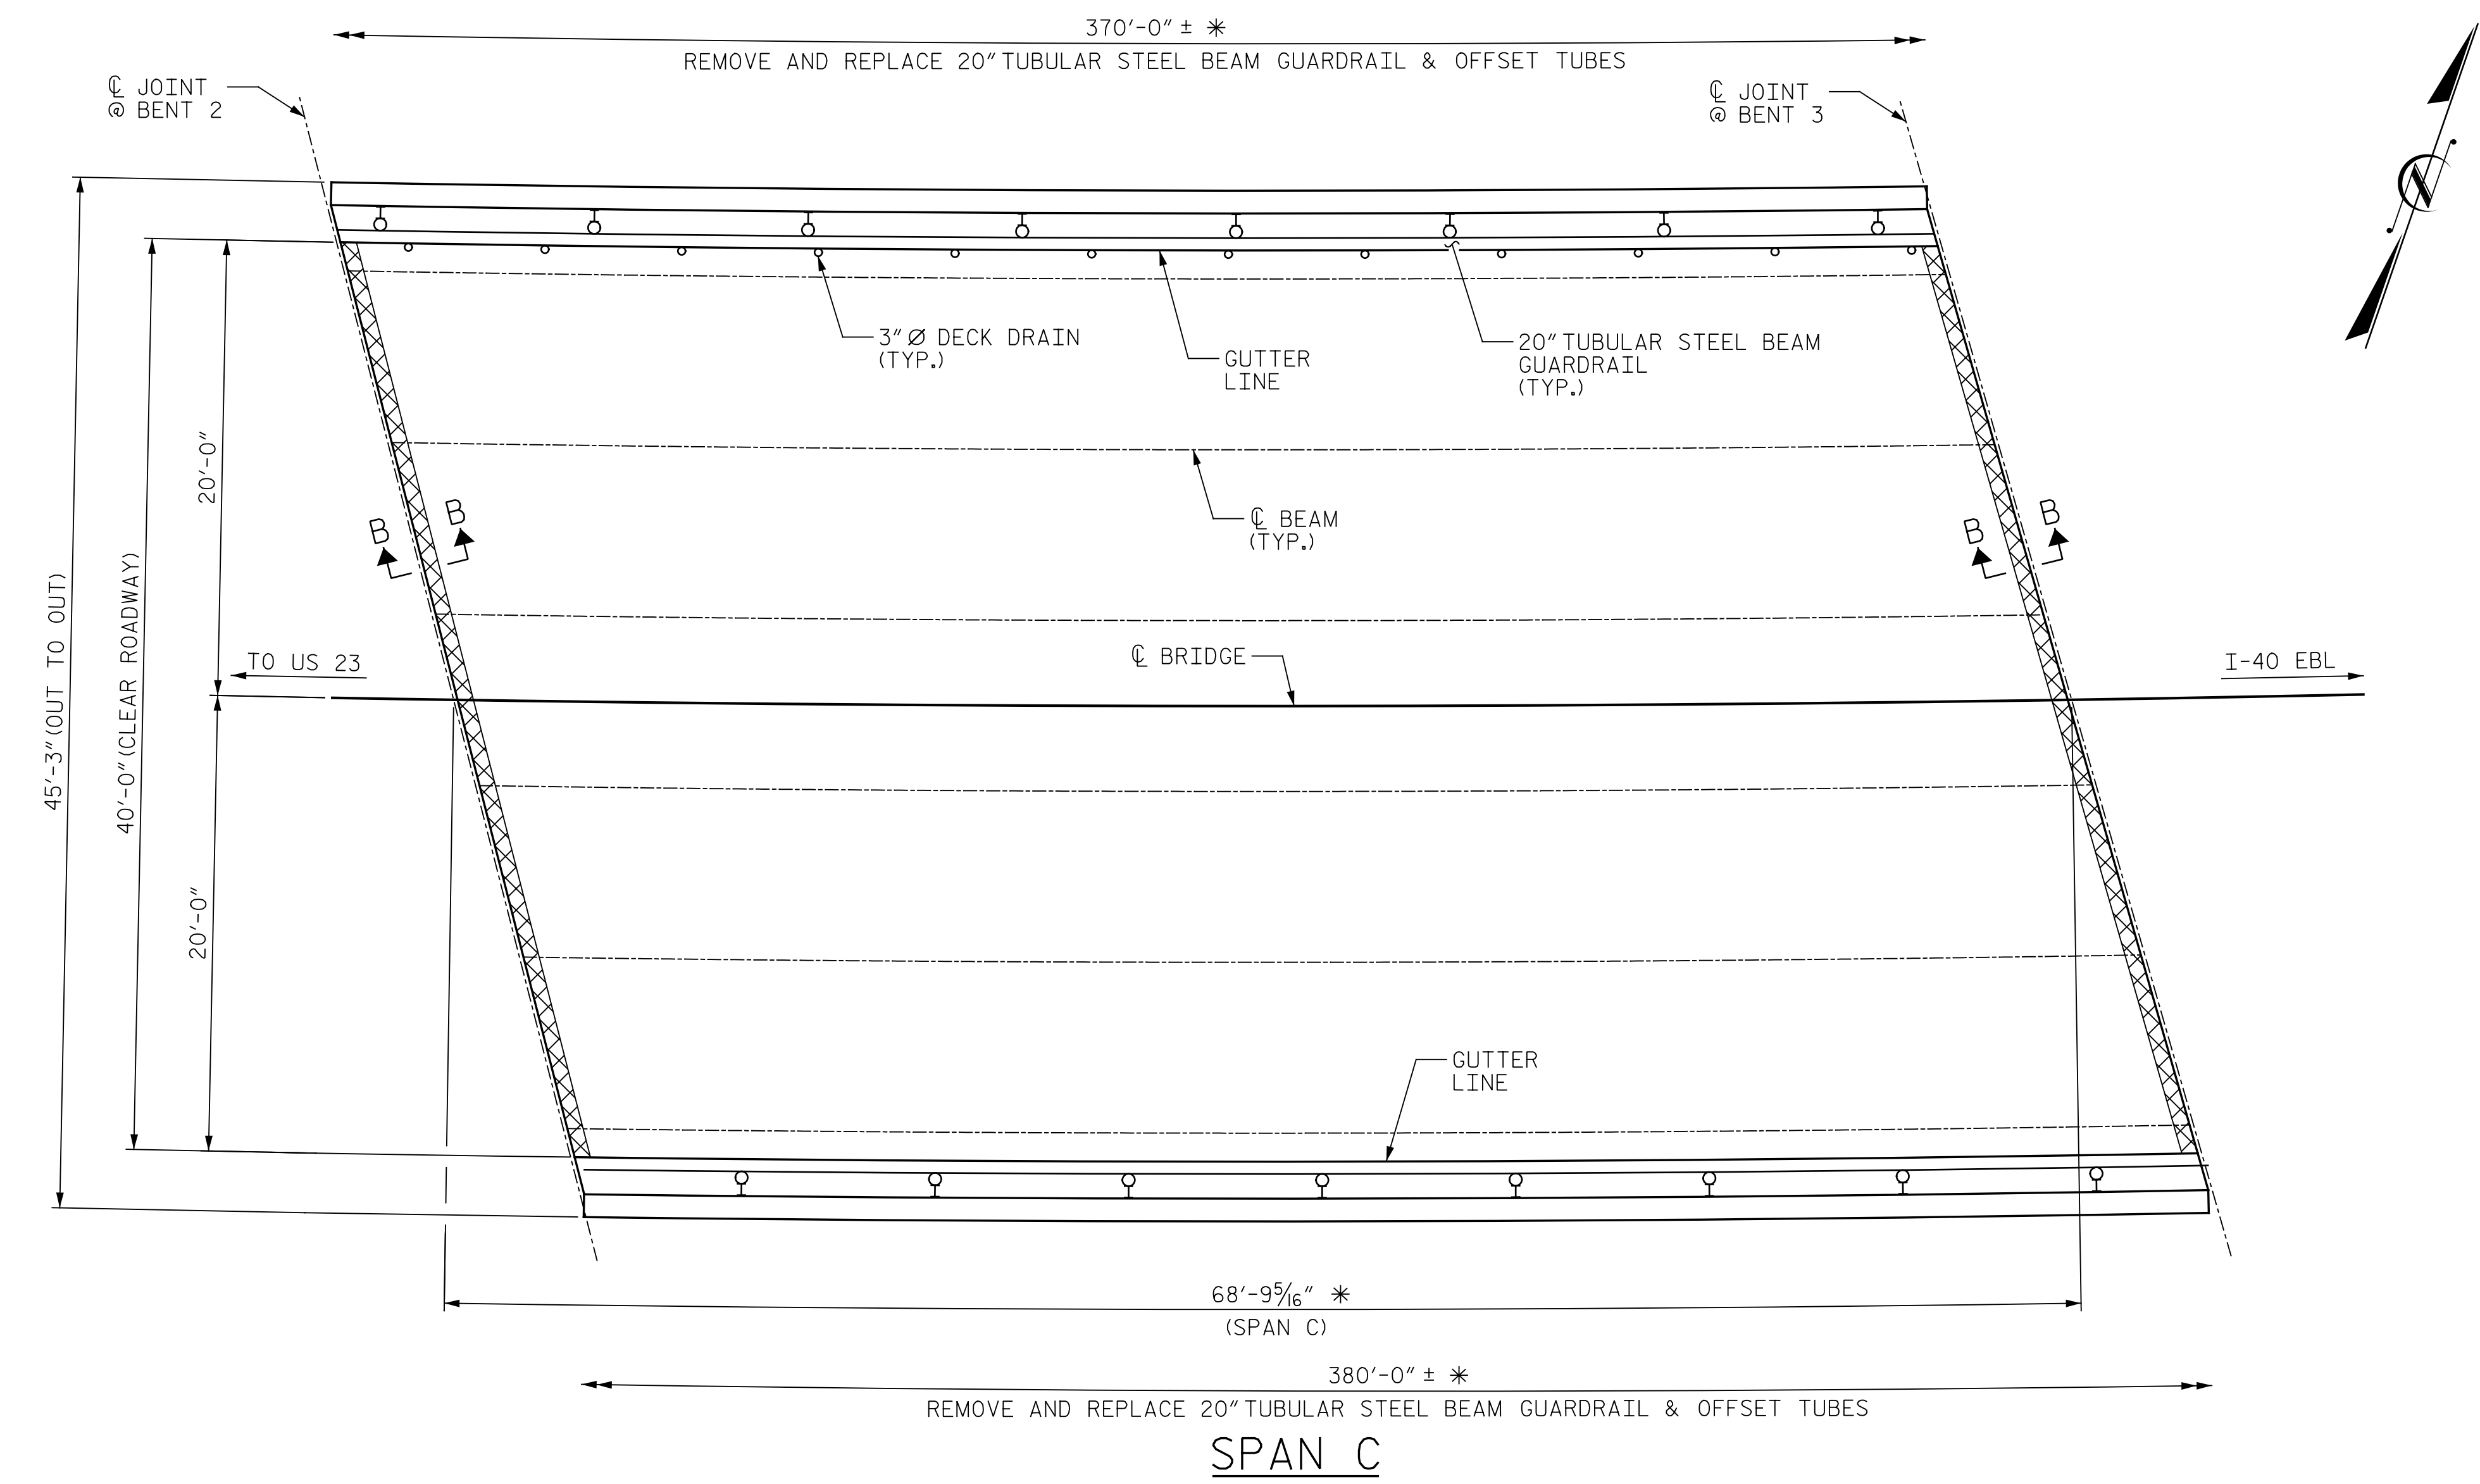 370'-0" ± *
REMOVE AND REPLACE 20" TUBULAR STEEL BEAM GUARDRAIL & OFFSET TUBES
℄ JOINT
@ BENT 2
℄ JOINT
@ BENT 3
N
3" Ø DECK DRAIN
(TYP.)
GUTTER
LINE
20" TUBULAR STEEL BEAM
GUARDRAIL
(TYP.)
20'-0"
℄ BEAM
(TYP.)
B
B
B
B
45'-3" (OUT TO OUT)
40'-0" (CLEAR ROADWAY)
TO US 23
℄ BRIDGE
I-40 EBL
20'-0"
GUTTER
LINE
68'-9 5/16" *
(SPAN C)
380'-0" ± *
REMOVE AND REPLACE 20" TUBULAR STEEL BEAM GUARDRAIL & OFFSET TUBES
SPAN C